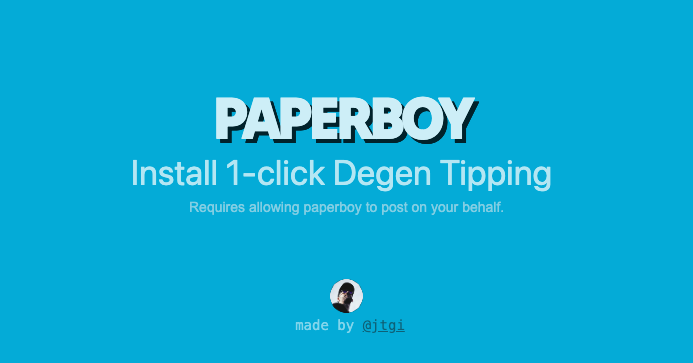 PAPERBOY
Install 1-click Degen Tipping
Requires allowing paperboy to post on your behalf.
made by @jtgi